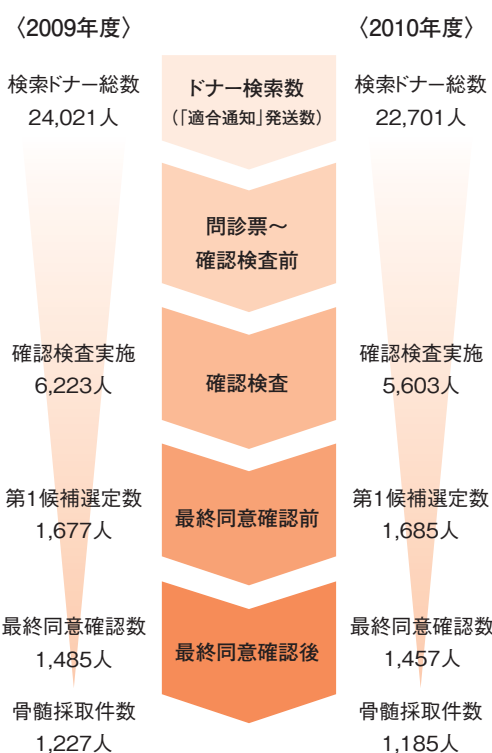 〈2009年度〉
検索ドナー総数
24,021人
確認検査実施
6,223人
第1候補選定数
1,677人
最終同意確認数
1,485人
骨髄採取件数
1,227人
ドナー検索数
(「適合通知」発送数)
問診票～
確認検査前
確認検査
最終同意確認前
最終同意確認後
〈2010年度〉
検索ドナー総数
22,701人
確認検査実施
5,603人
第1候補選定数
1,685人
最終同意確認数
1,457人
骨髄採取件数
1,185人